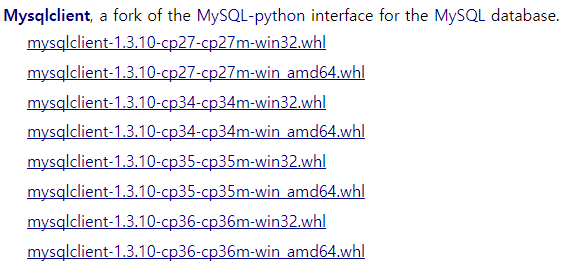 Mysqlclient, a fork of the MySQL-python interface for the MySQL database.
mysqlclient-1.3.10-cp27-cp27m-win32.whl
mysqlclient-1.3.10-cp27-cp27m-win_amd64.whl
mysqlclient-1.3.10-cp34-cp34m-win32.whl
mysqlclient-1.3.10-cp34-cp34m-win_amd64.whl
mysqlclient-1.3.10-cp35-cp35m-win32.whl
mysqlclient-1.3.10-cp35-cp35m-win_amd64.whl
mysqlclient-1.3.10-cp36-cp36m-win32.whl
mysqlclient-1.3.10-cp36-cp36m-win_amd64.whl